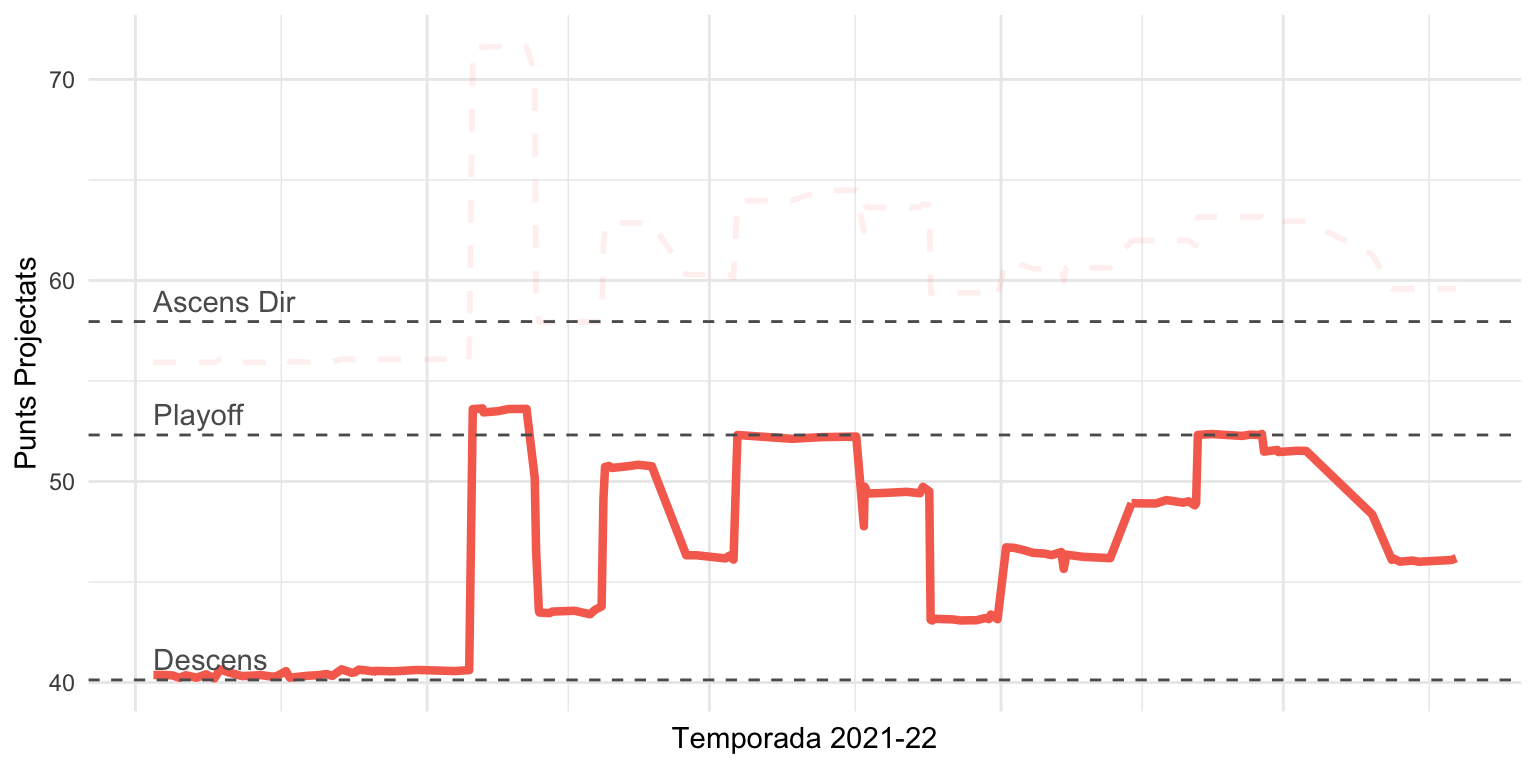 70
60
50
40
Punts Projectats
Ascens Dir
Playoff
Descens
Temporada 2021-22